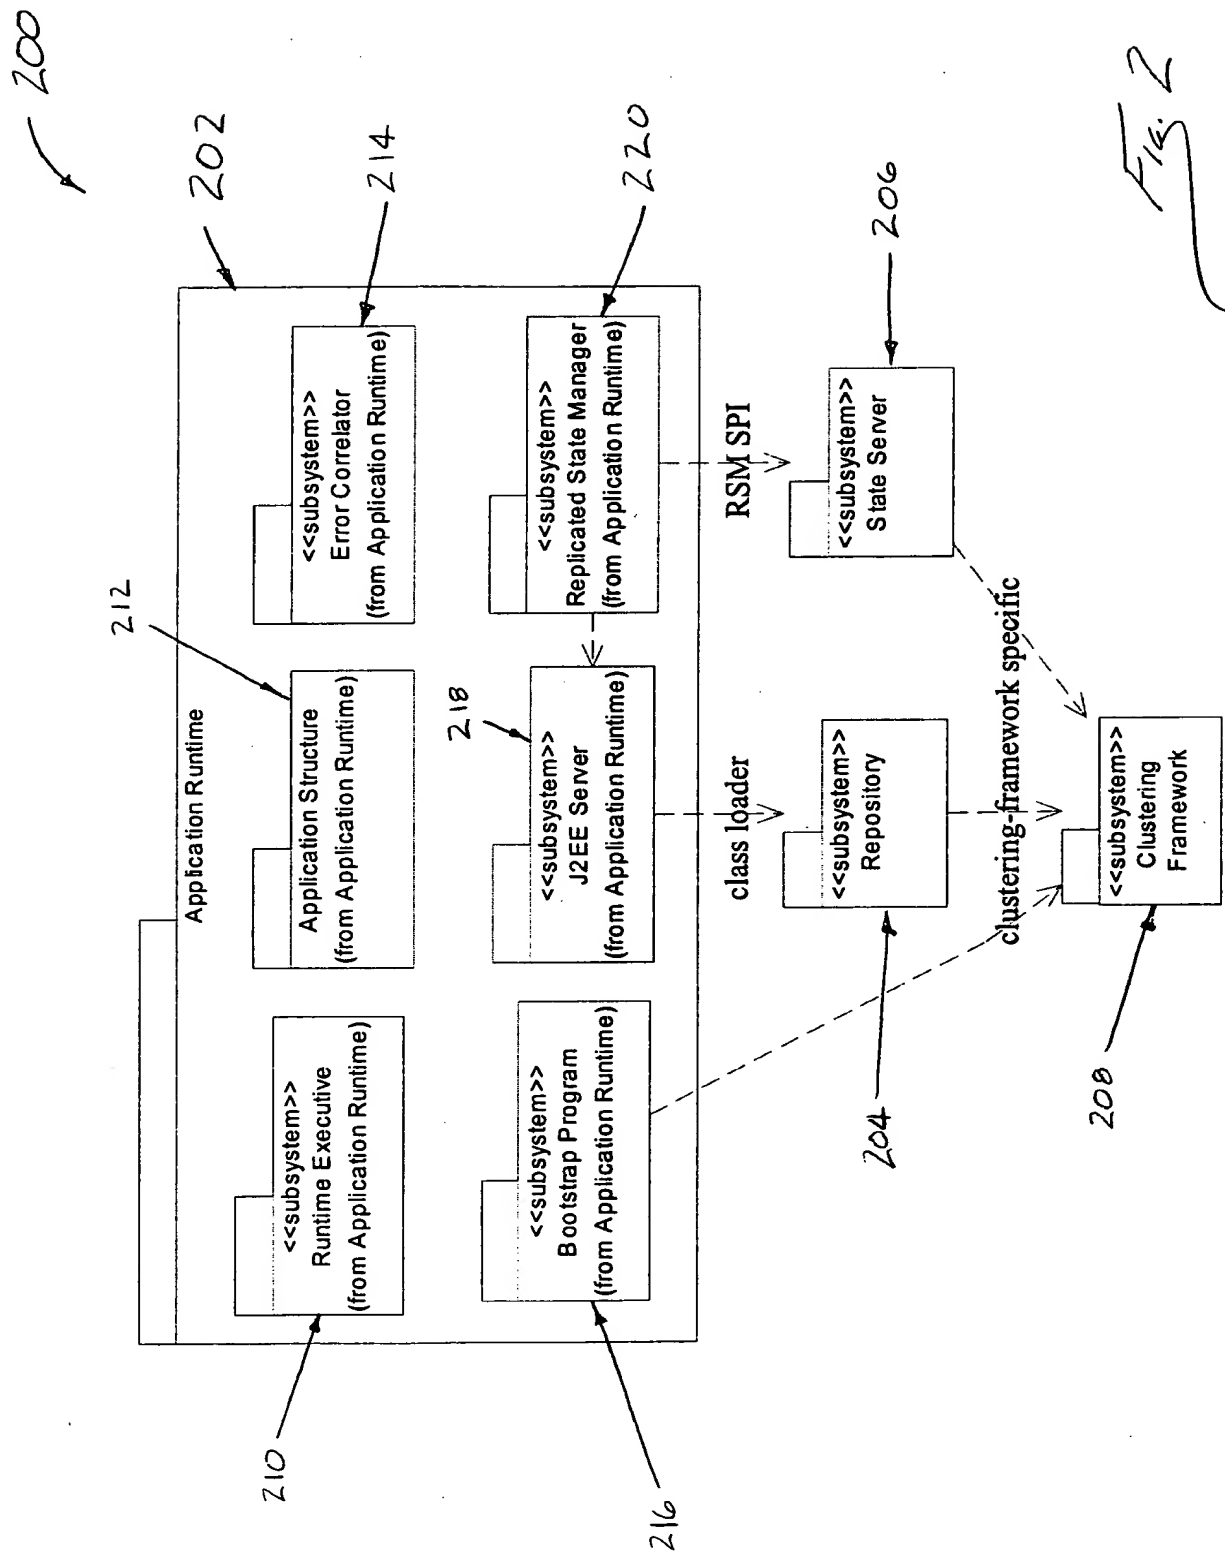 200
202
Application Runtime
<<subsystem>>
Runtime Executive
(from Application Runtime)
210
Application Structure
(from Application Runtime)
212
<<subsystem>>
Error Correlator
(from Application Runtime)
214
<<subsystem>>
Bootstrap Program
(from Application Runtime)
216
<<subsystem>>
J2EE Server
(from Application Runtime)
218
<<subsystem>>
Replicated State Manager
(from Application Runtime)
220
class loader
RSM SPI
<<subsystem>>
Repository
204
<<subsystem>>
State Server
206
clustering-framework specific
<<subsystem>>
Clustering
Framework
208
Fig. 2